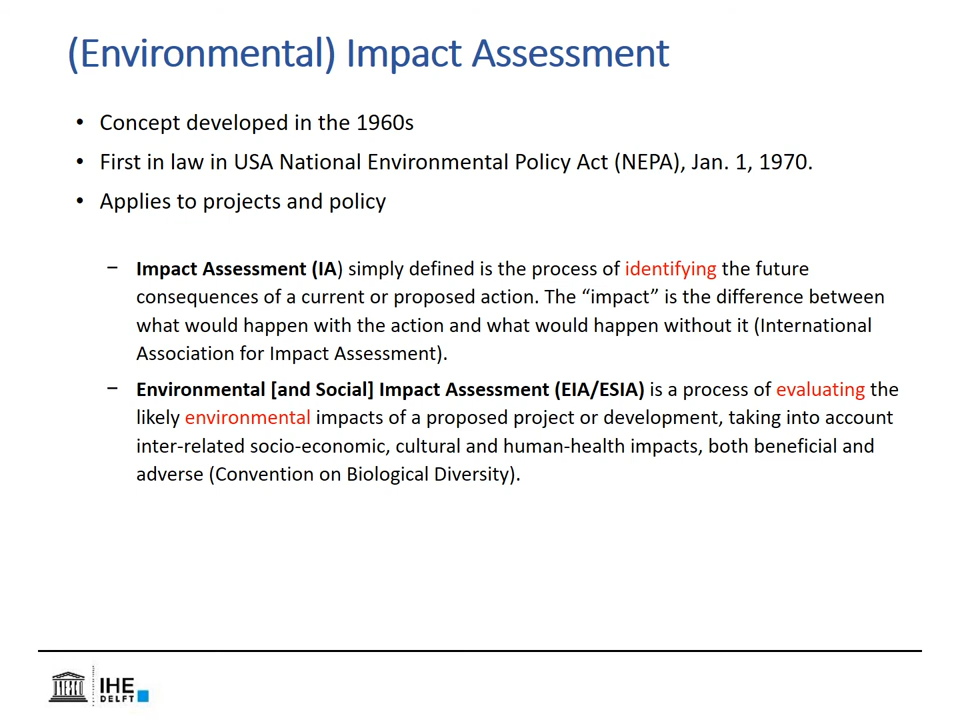 (Environmental) Impact Assessment
• Concept developed in the 1960s
• First in law in USA National Environmental Policy Act (NEPA), Jan. 1, 1970.
• Applies to projects and policy
− Impact Assessment (IA) simply defined is the process of identifying the future
consequences of a current or proposed action. The “impact” is the difference between
what would happen with the action and what would happen without it (International
Association for Impact Assessment).
− Environmental [and Social] Impact Assessment (EIA/ESIA) is a process of evaluating the
likely environmental impacts of a proposed project or development, taking into account
inter-related socio-economic, cultural and human-health impacts, both beneficial and
adverse (Convention on Biological Diversity).
IHE
DELFT